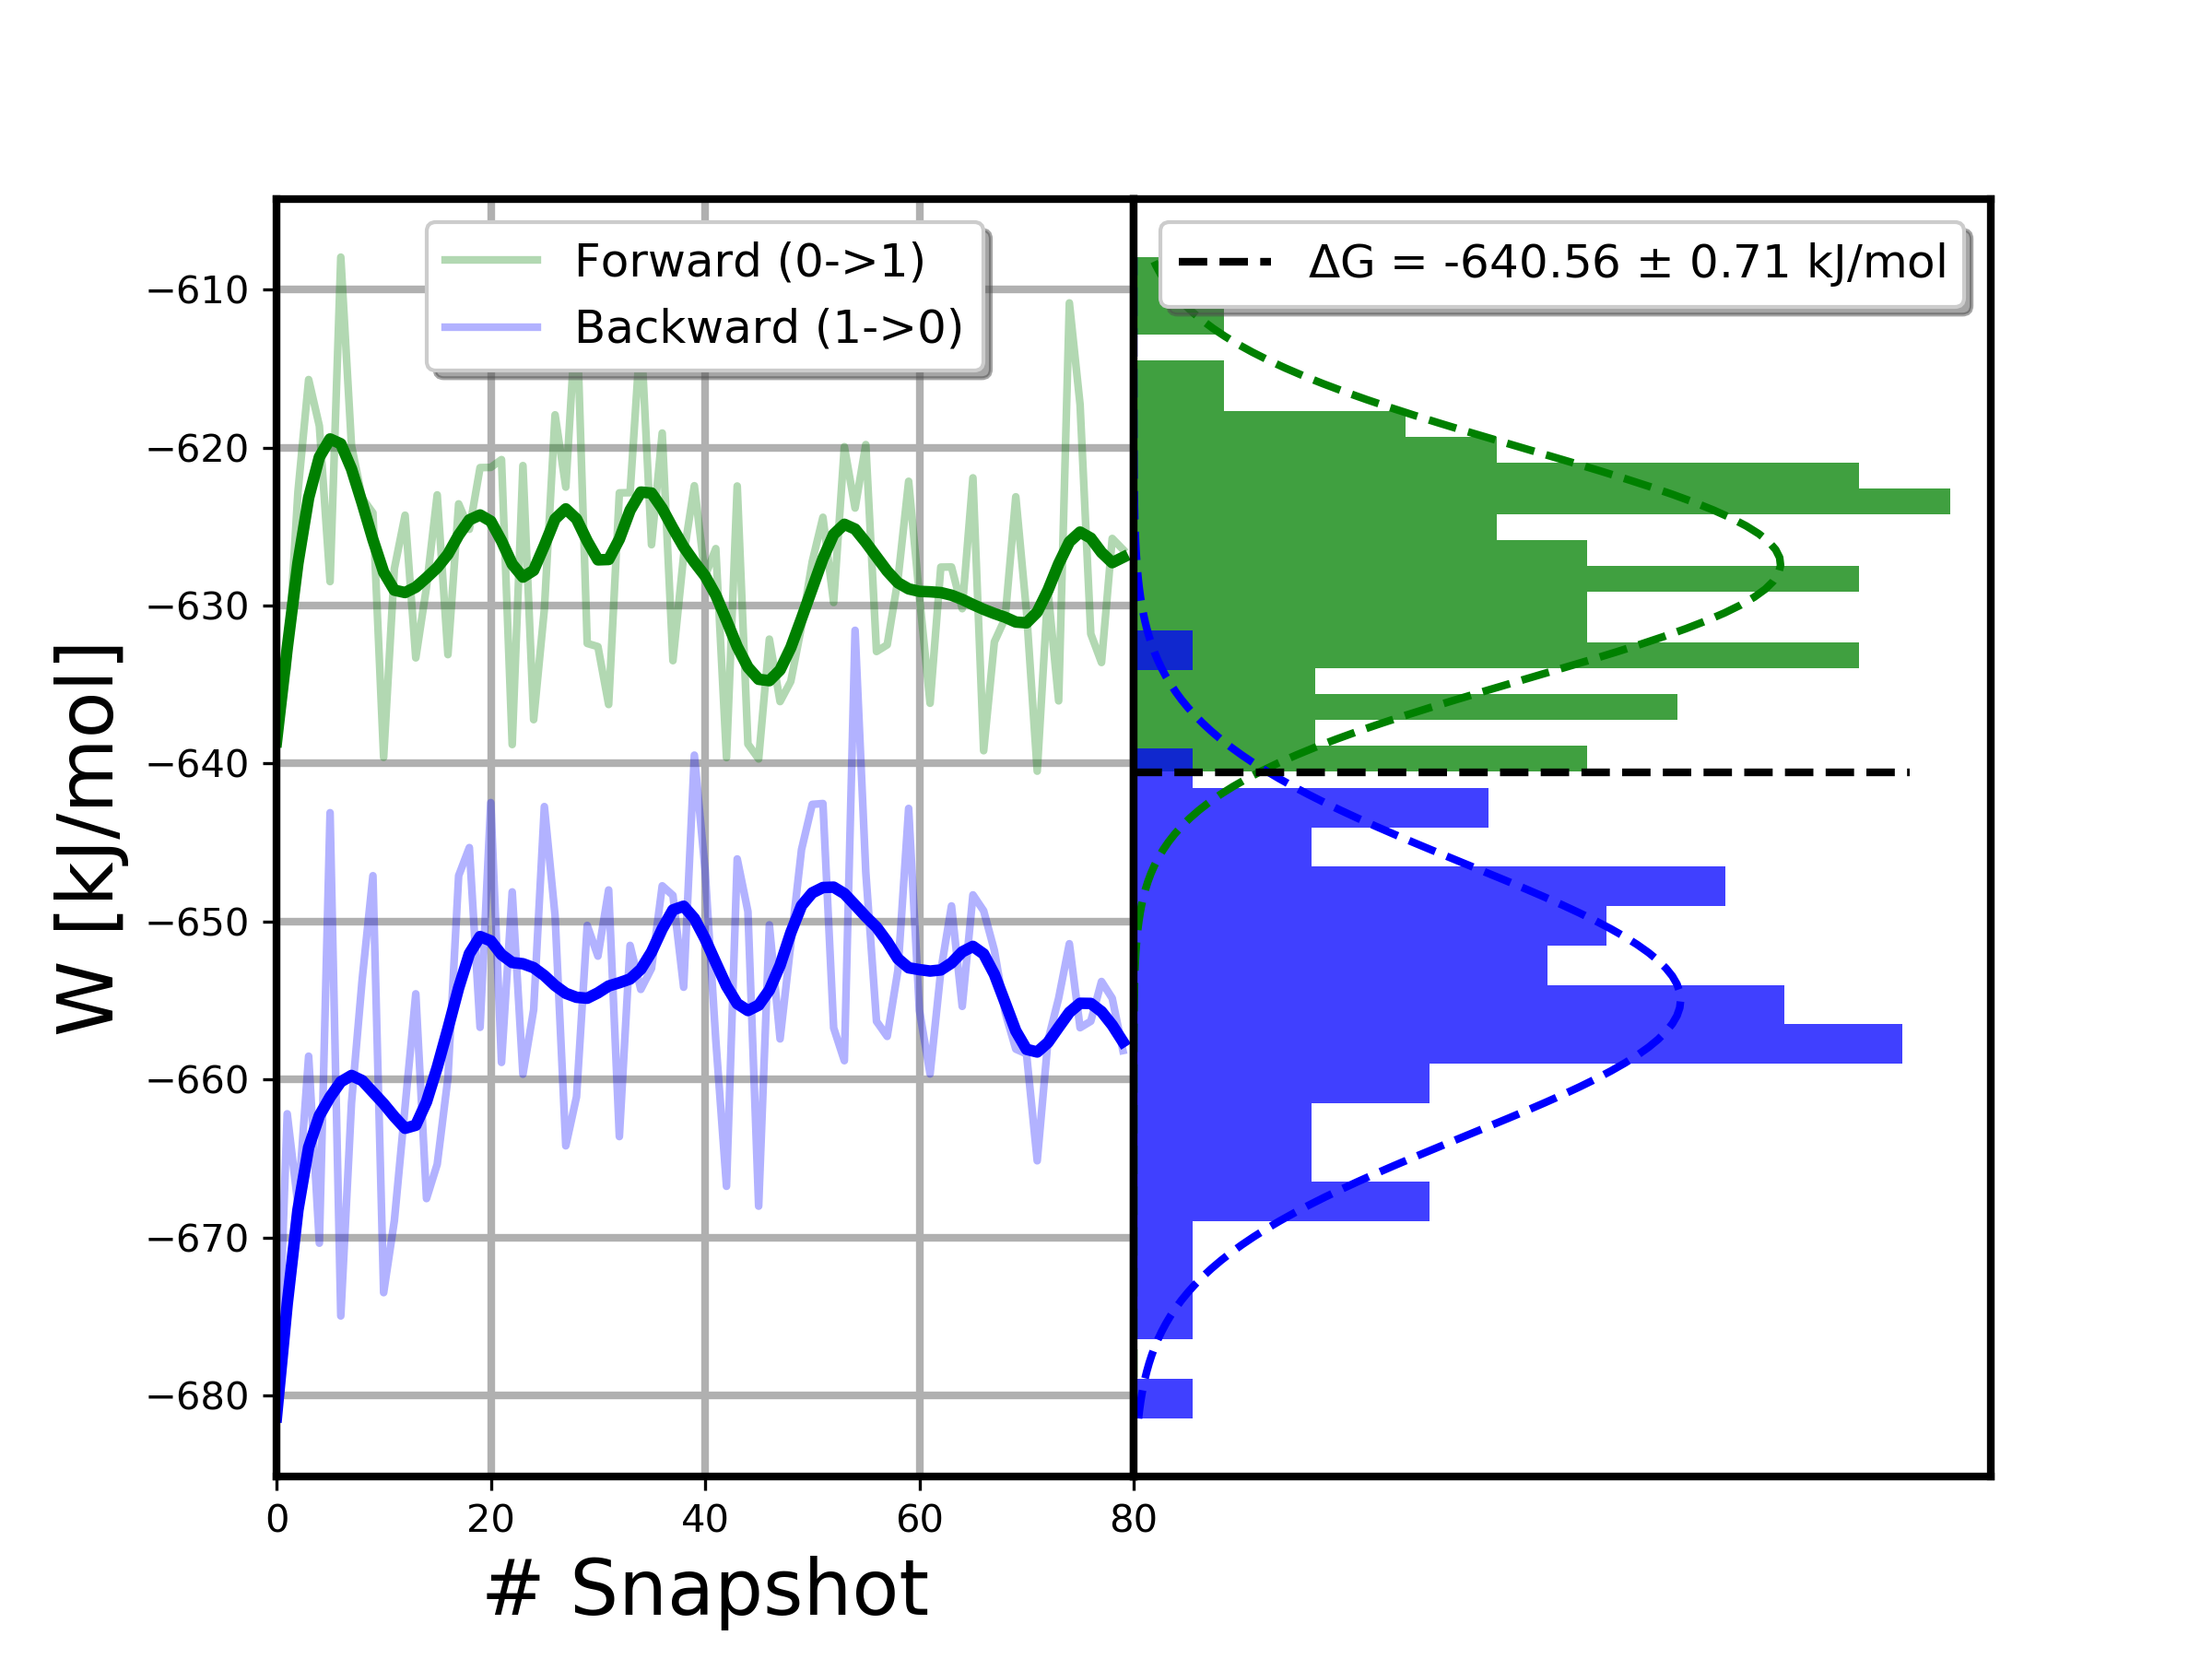 Forward (0->1)
Backward (1->0)
ΔG = -640.56 ± 0.71 kJ/mol
W [kJ/mol]
−610
−620
−630
−640
−650
−660
−670
−680
0 20 40 60 80
# Snapshot